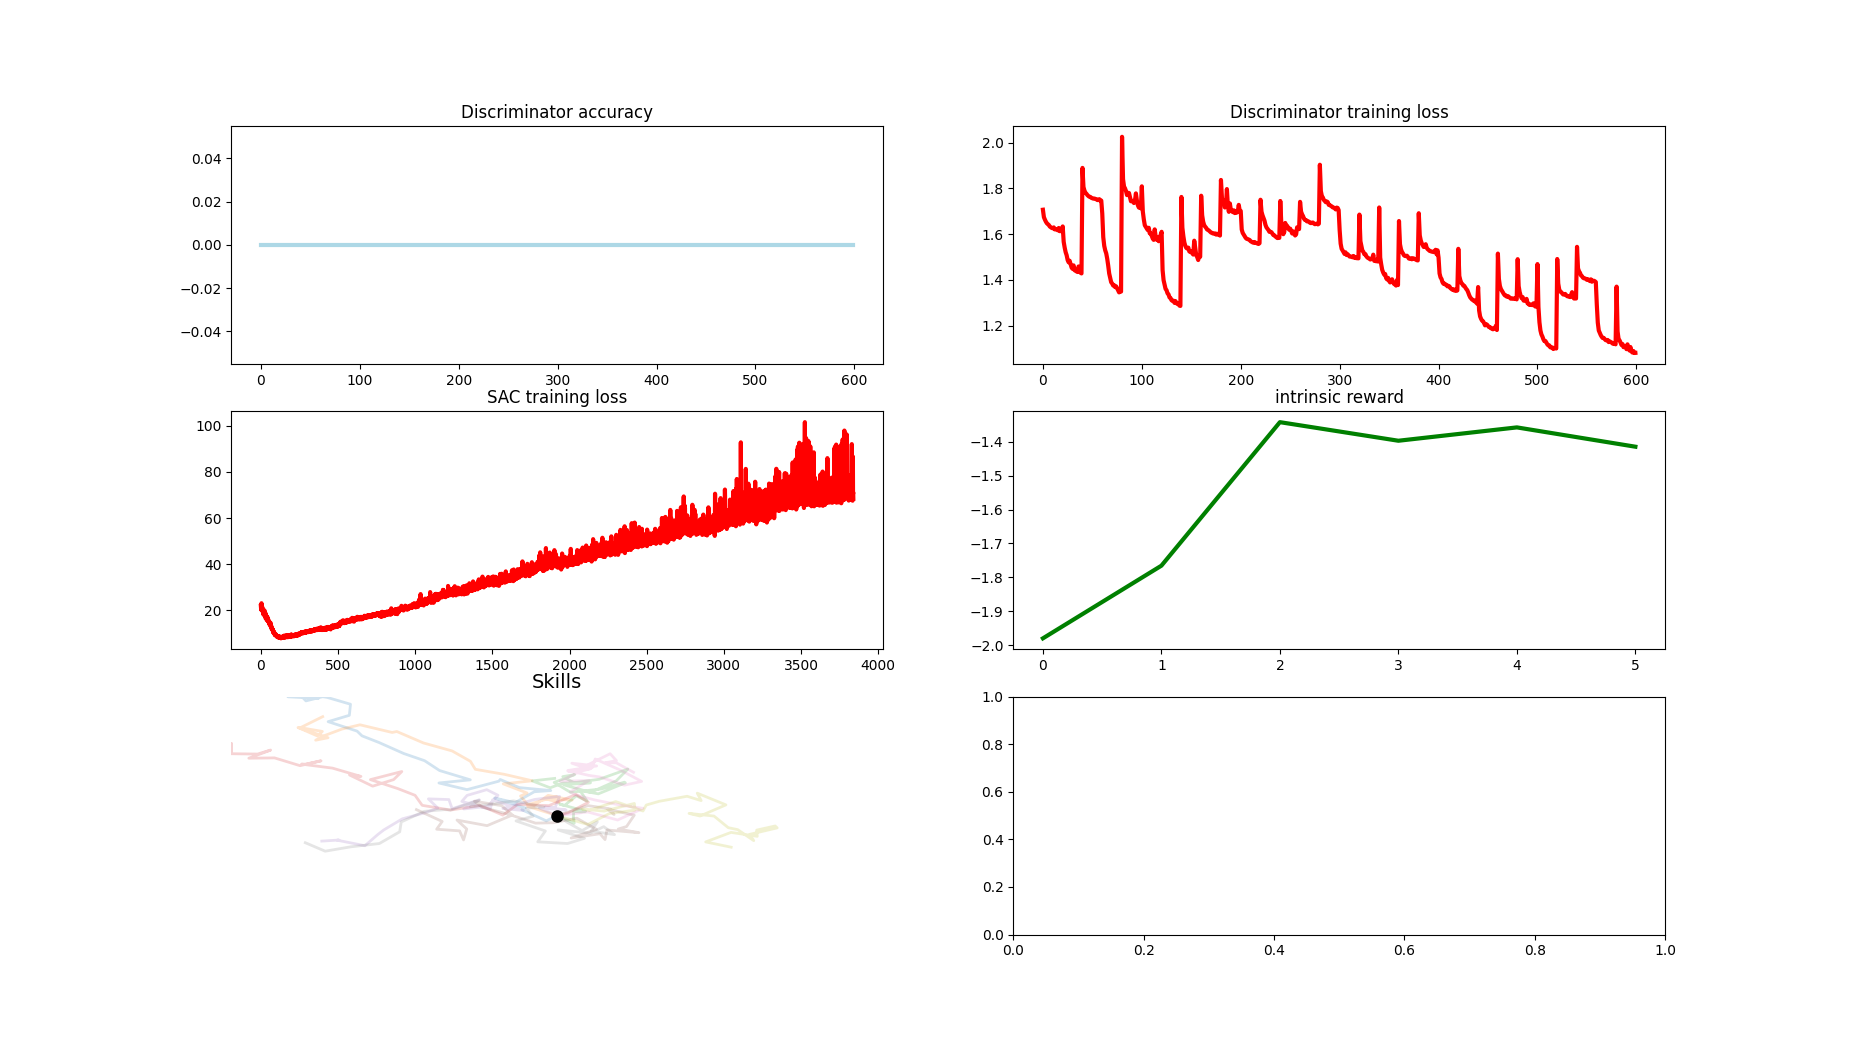 Discriminator accuracy
0.04
0.02
0.00
−0.02
−0.04
0 100 200 300 400 500 600
Discriminator training loss
2.0
1.8
1.6
1.4
1.2
0 100 200 300 400 500 600
SAC training loss
100
80
60
40
20
0 500 1000 1500 2000 2500 3000 3500 4000
intrinsic reward
−1.4
−1.5
−1.6
−1.7
−1.8
−1.9
−2.0
0 1 2 3 4 5
Skills
1.0
0.8
0.6
0.4
0.2
0.0
0.0 0.2 0.4 0.6 0.8 1.0